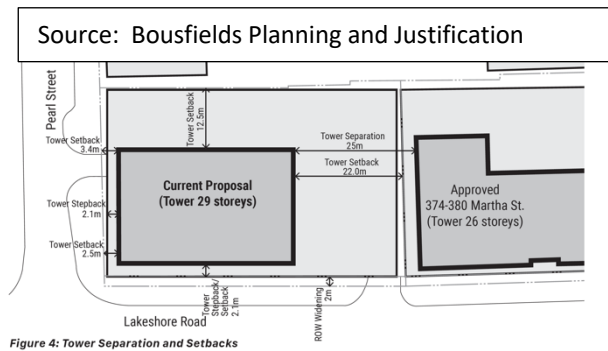 Source:  Bousfields Planning and Justification
Pearl Street
Tower Setback
12.5m
Tower Setback
3.4m
Tower Separation
25m
Tower Setback
22.0m
Current Proposal
(Tower 29 storeys)
Approved
374-380 Martha St.
(Tower 26 storeys)
Tower Stepback
2.1m
Tower Setback
2.5m
Tower
Stepback/
Setback
2.1m
ROW Widening
2m
Lakeshore Road
Figure 4: Tower Separation and Setbacks